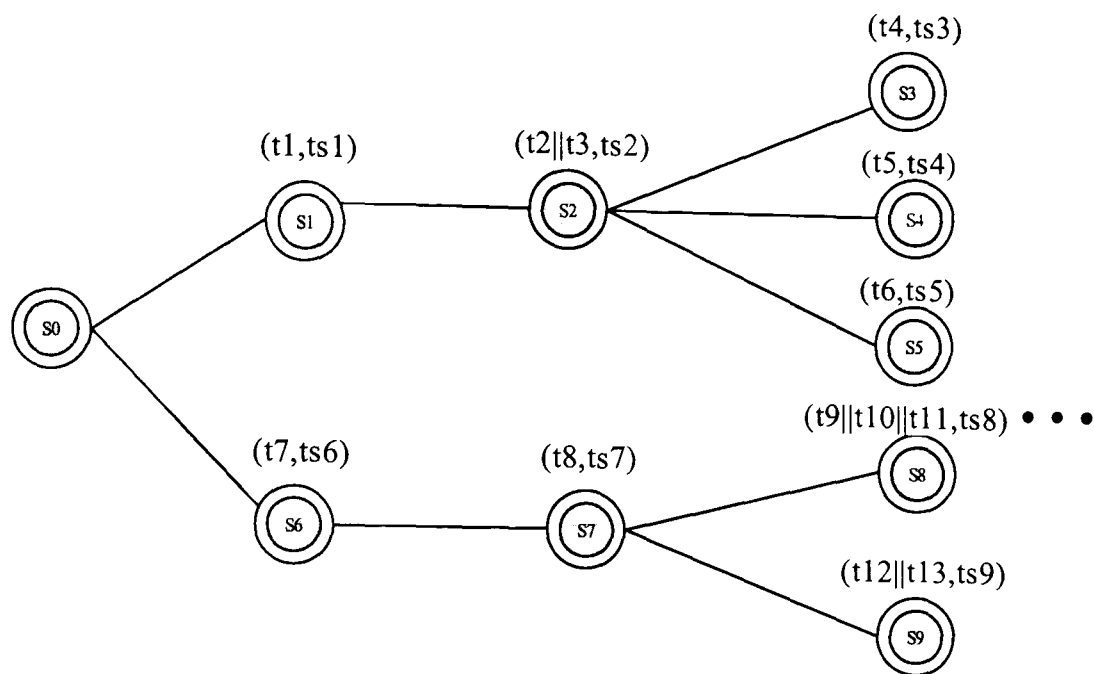 (t4,ts3)
S3
(t1,ts1)
(t2||t3,ts2)
(t5,ts4)
S1
S2
S4
(t6,ts5)
S0
S5
(t9||t10||t11,ts8) • • •
(t7,ts6)
(t8,ts7)
S8
S6
S7
(t12||t13,ts9)
S9